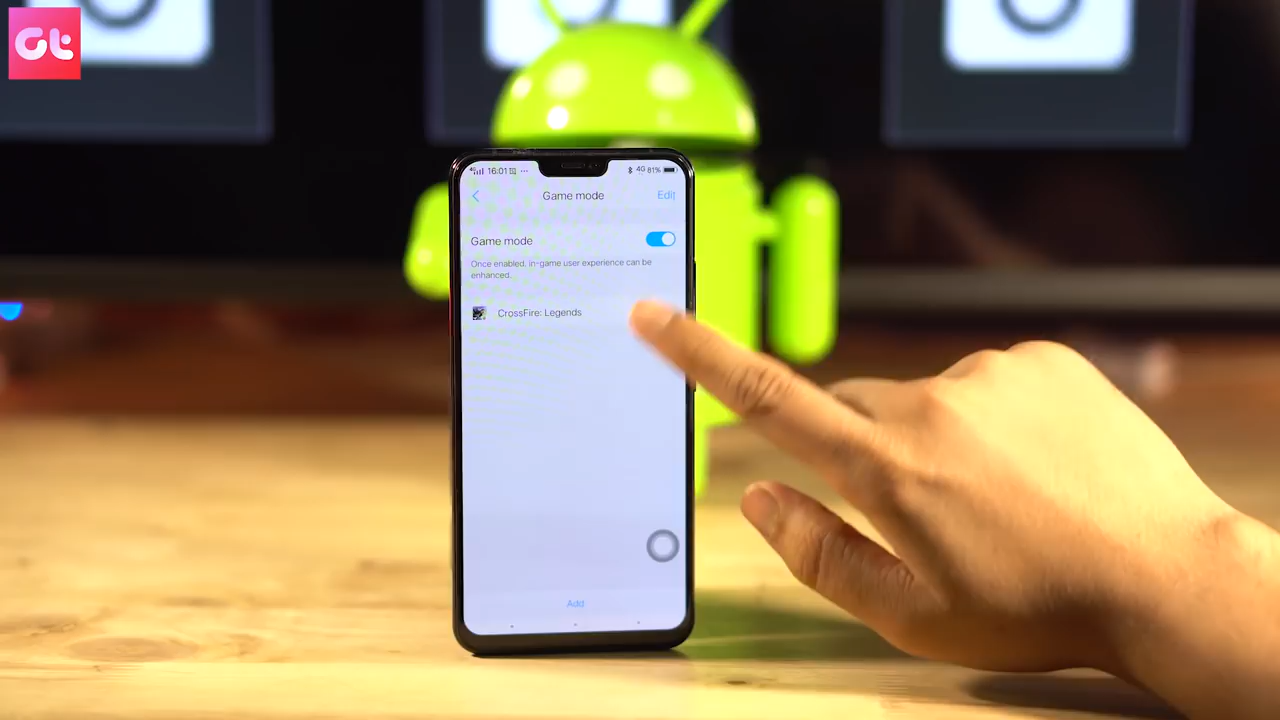 Gt
16:01
4G 81%
Game mode
Edit
Game mode
Once enabled, in-game user experience can be
enhanced.
CrossFire: Legends
Add